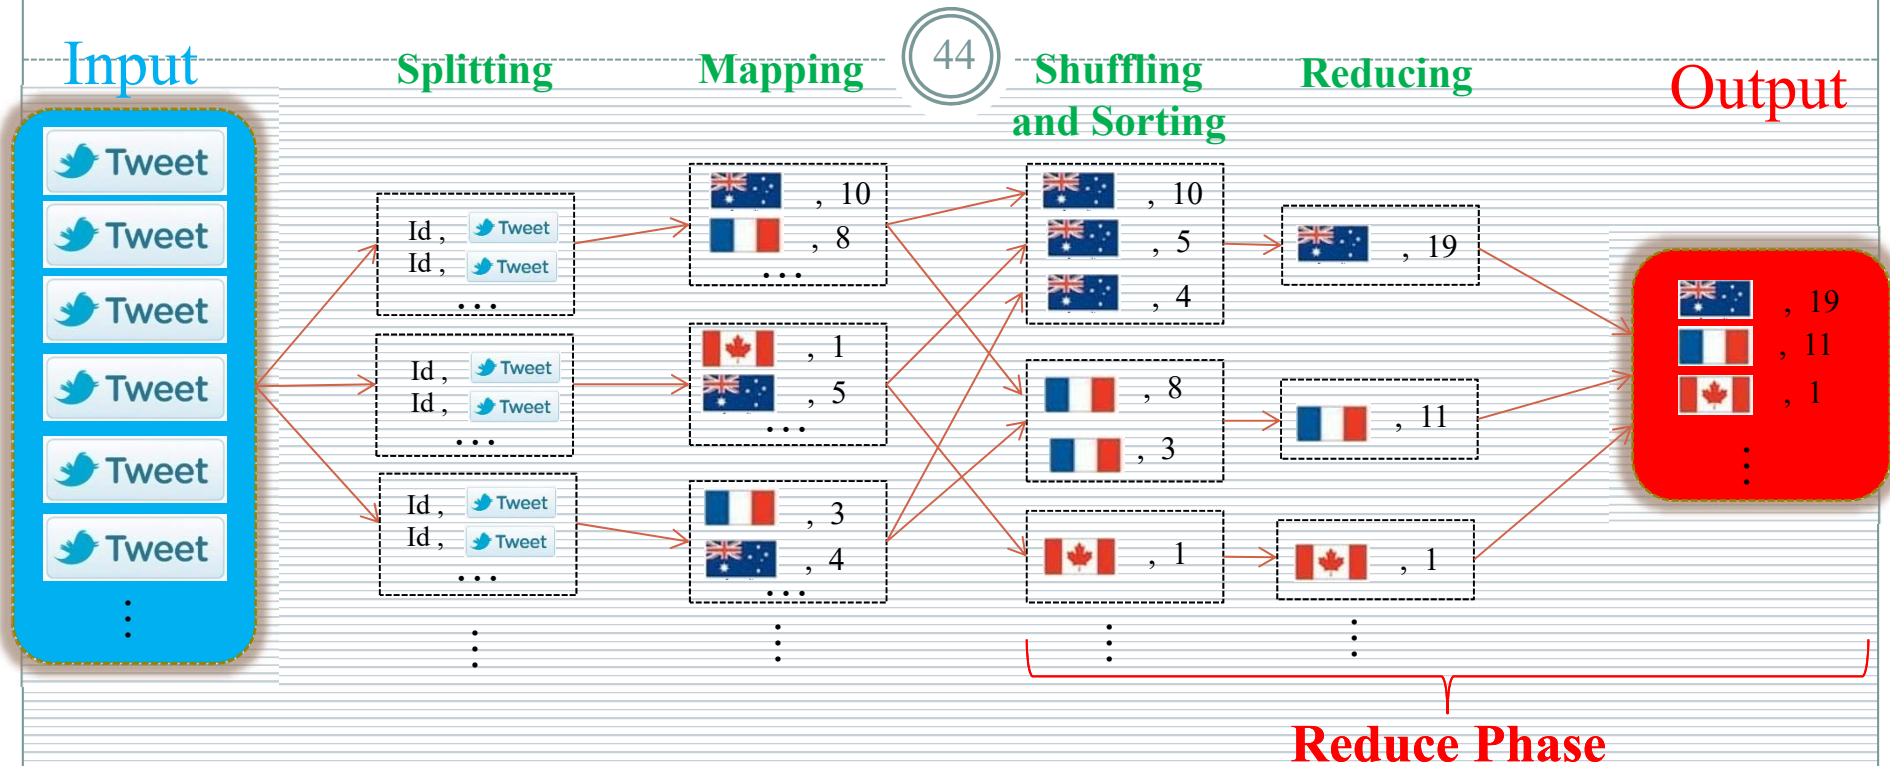 44
Input
Splitting
Mapping
Shuffling
and Sorting
Reducing
Output
Tweet
Tweet
Tweet
Tweet
Tweet
Tweet
⋮
Id , Tweet
Id , Tweet
...
Id , Tweet
Id , Tweet
...
Id , Tweet
Id , Tweet
...
⋮
, 10
, 8
...
, 1
, 5
...
, 3
, 4
...
⋮
, 10
, 5
, 4
, 8
, 3
, 1
⋮
, 19
, 11
, 1
⋮
, 19
, 11
, 1
⋮
Reduce Phase